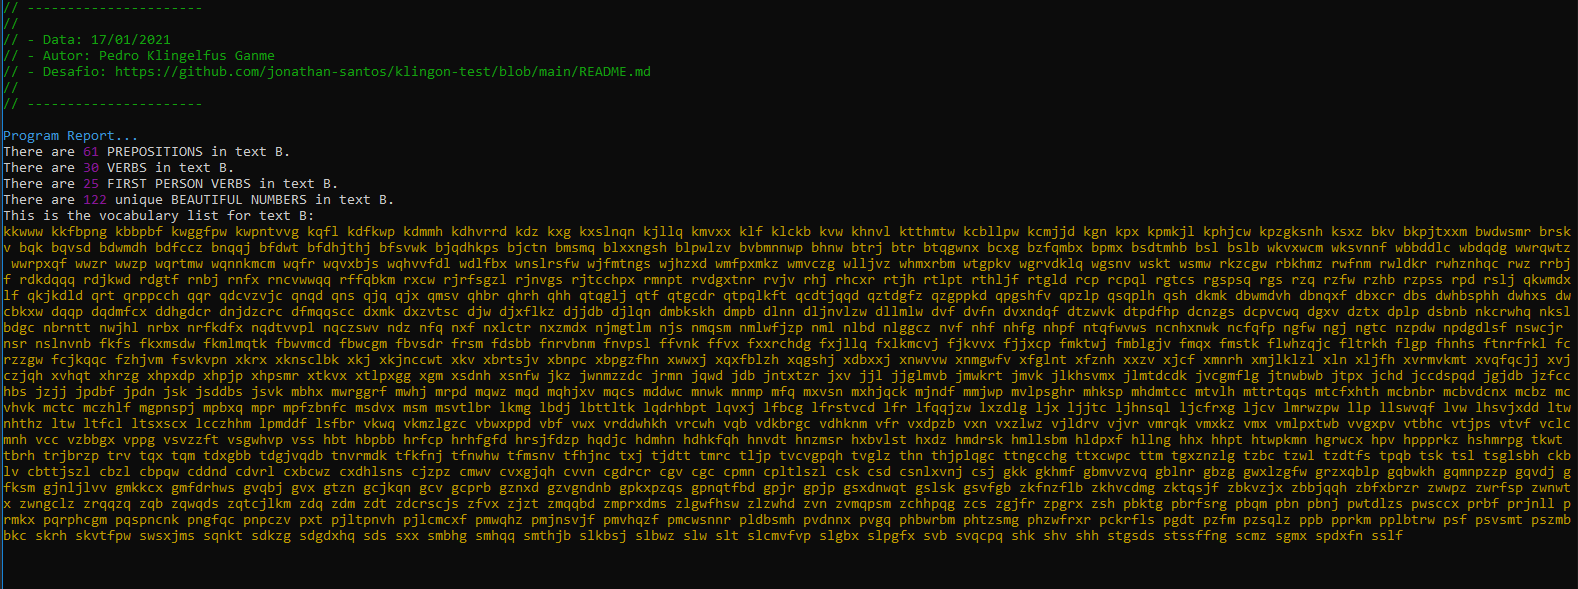 // ----------------------
//
// - Data: 17/01/2021
// - Autor: Pedro Klingelfus Ganme
// - Desafio: https://github.com/jonathan-santos/klingon-test/blob/main/README.md
//
// ----------------------
Program Report...
There are 61 PREPOSITIONS in text B.
There are 30 VERBS in text B.
There are 25 FIRST PERSON VERBS in text B.
There are 122 unique BEAUTIFUL NUMBERS in text B.
This is the vocabulary list for text B:
kkwww kkfbpng kbbpbf kwggfpw kwpntvvg kqfl kdfkwp kdmmh kdhvrrd kdz kxg kxslnqn kjllq kmvxx klf klckb kvw khnvl ktthmtw kcbllpw kcmjjd kgn kpx kpmkjl kphjcw kpzgksnh ksxz bkv bkpjtxxm bwdwsmr brsk
v bqk bqvsd bdwmdh bdfccz bnqqj bfdwt bfdhjthj bfsvwk bjqdhkps bjctn bmsmq blxxngsh blpwlzv bvbmnnwp bhnw btrj btr btqgwnx bcxg bzfqmbx bpmx bsdtmhb bsl bslb wkvxwcm wksvnnf wbbddlc wbdqdg wwrqwtz
wwrpxqf wwzr wwzp wqrtmw wqnnkmcm wqfr wqvxbjs wqhvvfdl wdlfbx wnslrsfw wjfmtngs wjhzxd wmfpxmkz wmvczg wlljvz whmxrbm wtgpkv wgrvdklq wgsnv wskt wsmw rkzcgw rbkhmz rwfnm rwldkr rwhznhqc rwz rrbj
f rdkdqqq rdjkwd rdgtf rnbj rnfx rncvwwqq rffqbkm rxcw rjrfsgzl rjnvgs rjtcchpx rmnpt rvdgxtnr rvjv rhj rhcxr rtjh rtlpt rthljf rtgld rcp rcpql rgtcs rgspsq rgs rzq rzfw rzhb rzpss rpd rslj qkwmdx
lf qkjkdld qrt qrppcch qqr qdcvzvjc qnqd qns qjq qjx qmsv qhbr qhrh qhh qtqglj qtf qtgcdr qtpqlkft qcdtjqqd qztdgfz qzgppkd qpgshfv qpzlp qsqplh qsh dkmk dbwmdvh dbnqxf dbxcr dbs dwhbsphh dwhxs dw
cbkxw dqqp dqdmfcx ddhgdcr dnjdzcrc dfmqqscc dxmk dxzvtsc djw djxflkz djjdb djlqn dmbkskh dmpb dlnn dljnvlzw dllmlw dvf dvfn dvxndqf dtzwvk dtpdfhp dcnzgs dcpvcwq dgxv dztx dplp dsbnb nkcrwhq nksl
bdgc nbrntt nwjhl nrbx nrfkdfx nqdtvvpl nqczswv ndz nfq nxf nxlctr nxzmdx njmgtlm njs nmqsm nmlwfjzp nml nlbd nlggcz nvf nhf nhfg nhpf ntqfwvws ncnhxnwk ncfqfp ngfw ngj ngtc nzpdw npdgdlsf nswcjr
nsr nslnvnb fkfs fkxmsdw fkmlmqtk fbwvmcd fbwcgm fbvsdr frsm fdsbb fnrvbnm fnvpsl ffvnk ffvx fxxrchdg fxjllq fxlkmcvj fjkvvx fjjxcp fmktwj fmblgjv fmqx fmstk flwhzqjc fltrkh flgp fhnhs ftnrfrkl fc
rzzgw fcjkqqc fzhjvm fsvkvpn xkrx xknsclbk xkj xkjnccwt xkv xbrtsjv xbnpc xbpgzfhn xwwxj xqxfblzh xqgshj xdbxxj xnwvvw xnmgwfv xfglnt xfznh xxzv xjcf xmnrh xmjlklzl xln xljfh xvrmvkmt xvqfqcjj xvj
czjqh xvhqt xhrzg xhpxdp xhpjp xhpsmr xtkvx xtlpxgg xgm xsdnh xsnfw jkz jwnmzzdc jrmn jqwd jdb jntxtzr jxv jjl jjglmvb jmwkrt jmvk jlkhsvmx jlmtdcdk jvcgmflg jtnwbwb jtpx jchd jccdspqd jgjdb jzfcc
hbs jzjj jpdbf jpdn jsk jsddbs jsvk mbhx mwrggrf mwhj mrpd mqwz mqd mqhjxv mqcs mddwc mnwk mnmp mfq mxvsn mxhjqck mjndf mmjwp mvlpsghr mhksp mhdmtcc mtvlh mttrtqqs mtcfxhth mcbnbr mcbvdcnx mcbz mc
vhvk mctc mczhlf mgpnspj mpbxq mpr mpfzbnfc msdvx msm msvtlbr lkmg lbdj lbttltk lqdrhbpt lqvxj lfbcg lfrstvcd lfr lfqqjzw lxzdlg ljx ljjtc ljhnsql ljcfrxg ljcv lmrwzpw llp llswvqf lvw lhsvjxdd ltw
nhthz ltw ltfcl ltsxscx lcczhhm lpmddf lsfbr vkwq vkmzlgzc vbwxppd vbf vwx vrddwhkh vrcwh vqb vdkbrgc vdhknm vfr vxdpzb vxn vxzlwz vjldrv vjvr vmrqk vmxkz vmx vmlpxtwb vvgxpv vtbhc vtjps vtvf vclc
mnh vcc vzbbgx vppg vsvzzft vsgwhvp vss hbt hbpbb hrfcp hrhfgfd hrsjfdzp hqdjc hdmhn hdhkfqh hnvdt hnzmsr hxbvlst hxdz hmdrsk hmllsbm hldpxf hllng hhx hhpt htwpkmn hgrwcx hpv hppprkz hshmrpg tkwt
tbrh trjbrzp trv tqx tqm tdxgbb tdgjvqdb tnvrmdk tfkfnj tfnwhw tfmsnv tfhjnc txj tjdtt tmrc tljp tvcvgpqh tvglz thn thjplqgc ttngcchg ttxcwpc ttm tgxznzlg tzbc tzwl tzdtfs tpqb tsk tsl tsglsbh ckb
lv cbttjszl cbzl cbpqw cddnd cdvrl cxbcwz cxdhlsns cjzpz cmwv cvxgjqh cvvn cgdrcr cgv cgc cpmn cpltlszl csk csd csnlxvnj csj gkk gkhmf gbmvvzvq gblnr gbzg gwxlzgfw grzxqblp gqbwkh gqmnpzzp gqvdj g
fksm gjnljlvv gmkkcx gmfdrhws gvqbj gvx gtzn gcjkqn gcv gcprb gznxd gzvgndnb gpkxpzqs gpnqtfbd gpjr gpjp gsxdnwqt gslsk gsvfgb zkfnzflb zkhvcdmg zktqsjf zbkvzjx zbbjqqh zbfxbrzr zwwpz zwrfsp zwnwt
x zwngclz zrqqzq zqb zqwqds zqtcjlkm zdq zdm zdt zdcrscjs zfvx zjzt zmqqbd zmprxdms zlgwfhsw zlzwhd zvn zvmqpsm zchhpqg zcs zgjfr zpgrx zsh pbktg pbrfsrg pbqm pbn pbnj pwtdlzs pwsccx prbf prjnll p
rmkx pqrphcgm pqspncnk pngfqc pnpczv pxt pjltpnvh pjlcmcxf pmwqhz pmjnsvjf pmvhqzf pmcwsnnr pldbsmh pvdnnx pvgq phbwrbm phtzsmg phzwfrxr pckrfls pgdt pzfm pzsqlz ppb pprkm pplbtrw psf psvsmt pszmb
bkc skrh skvtfpw swsxjms sqnkt sdkzg sdgdxhq sds sxx smbhg smhqq smthjb slkbsj slbwz slw slt slcmvfvp slgbx slpgfx svb svqcpq shk shv shh stgsds stssffng scmz sgmx spdxfn sslf